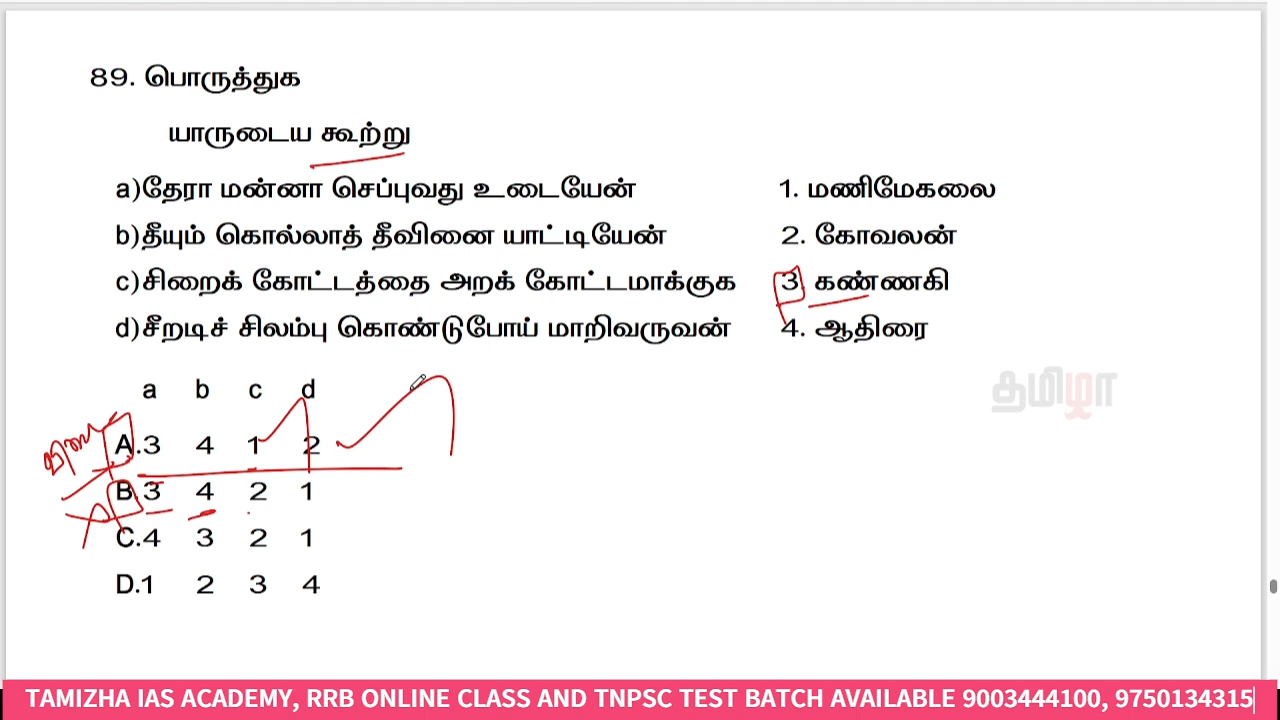 89. பொருத்துக
யாருடைய கூற்று
a)தேரா மன்னா செப்புவது உடையேன் 1. மணிமேகலை
b)தீயும் கொல்லாத் தீவினை யாட்டியேன் 2. கோவலன்
c)சிறைக் கோட்டத்தை அறக் கோட்டமாக்குக 3 கண்ணகி
d)சீறடிச் சிலம்பு கொண்டுபோய் மாறிவருவன் 4. ஆதிரை
தமிழா
a b c d
A.3 4 1 2
B.3 4 2 1
C.4 3 2 1
D.1 2 3 4
TAMIZHA IAS ACADEMY, RRB ONLINE CLASS AND TNPSC TEST BATCH AVAILABLE 9003444100, 9750134315